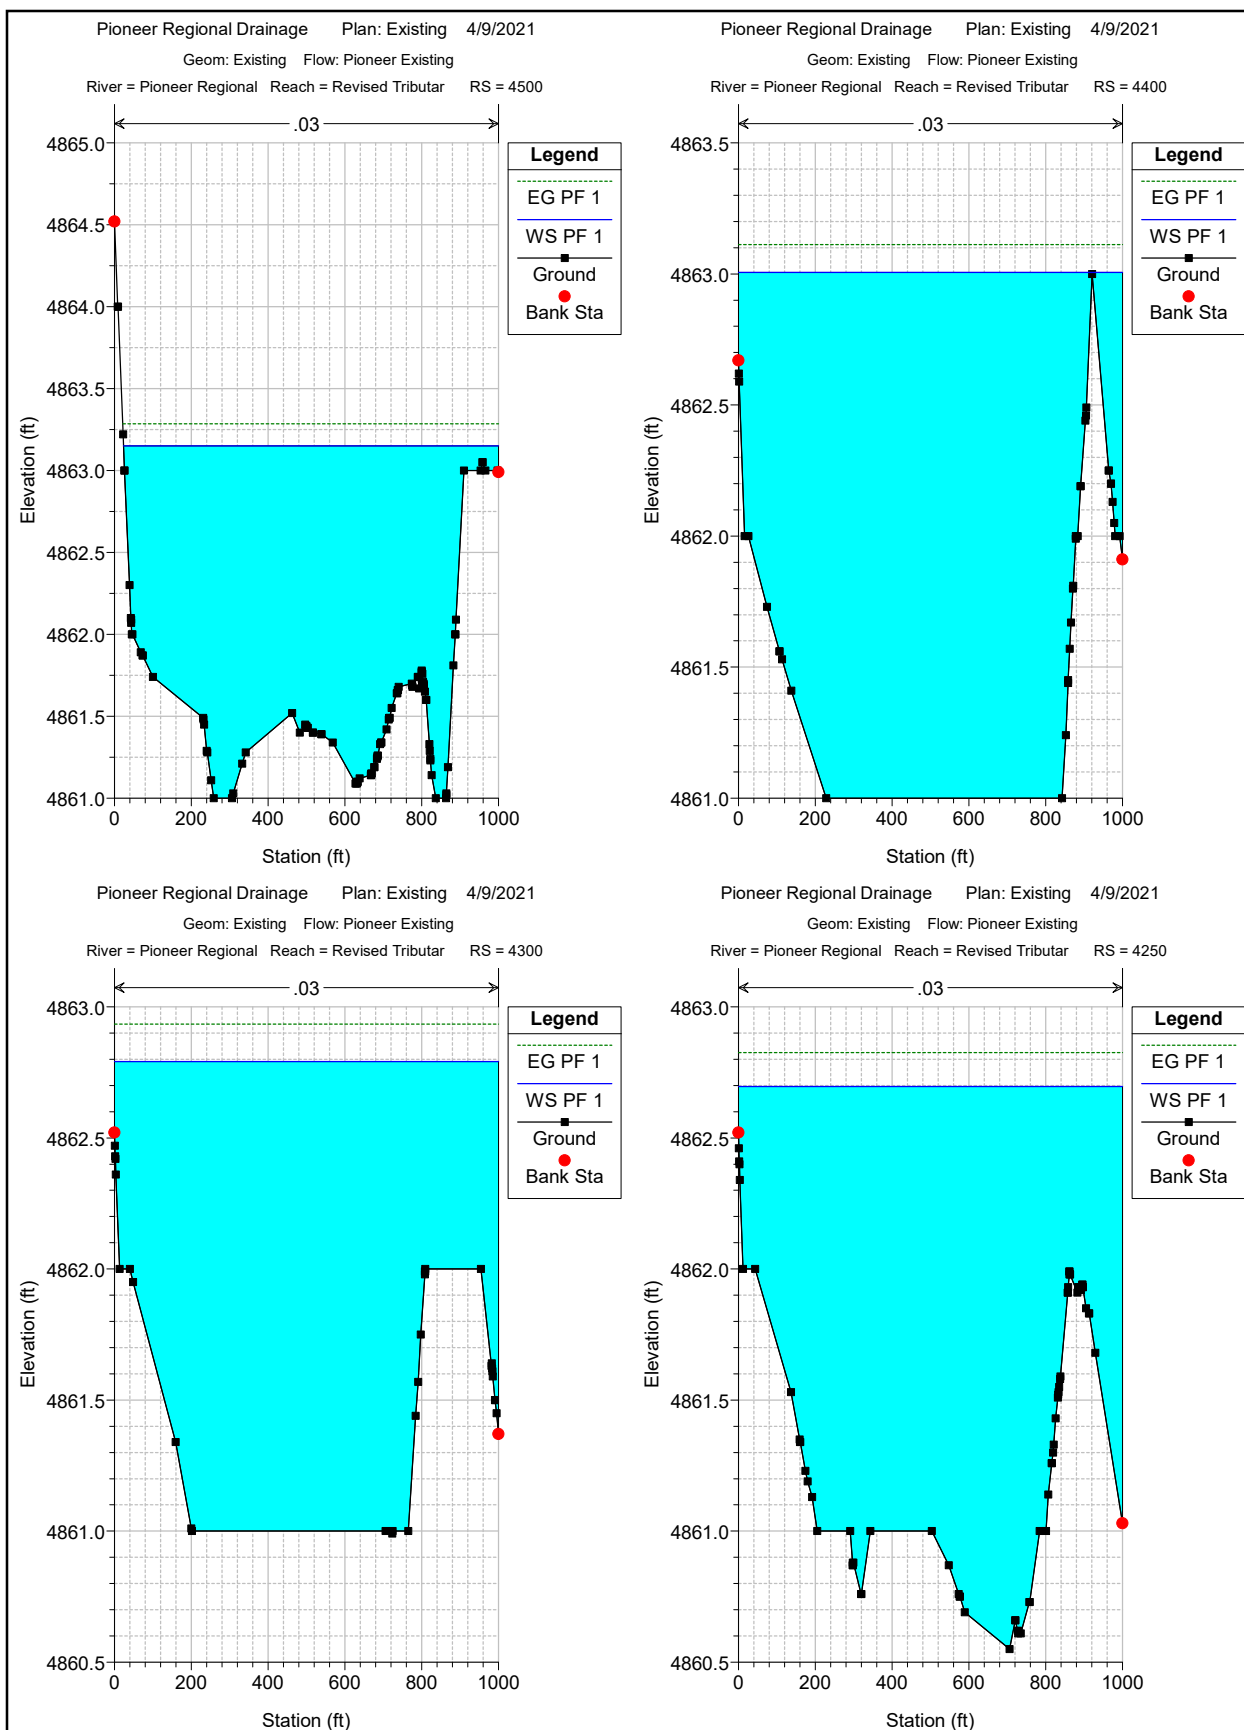 Pioneer Regional Drainage Plan: Existing 4/9/2021
Geom: Existing Flow: Pioneer Existing
River = Pioneer Regional Reach = Revised Tributar RS = 4500
.03
4865.0
4864.5
4864.0
4863.5
4863.0
4862.5
4862.0
4861.5
4861.0
Elevation (ft)
0 200 400 600 800 1000
Station (ft)
Legend
EG PF 1
WS PF 1
Ground
Bank Sta
Pioneer Regional Drainage Plan: Existing 4/9/2021
Geom: Existing Flow: Pioneer Existing
River = Pioneer Regional Reach = Revised Tributar RS = 4400
.03
4863.5
4863.0
4862.5
4862.0
4861.5
4861.0
Elevation (ft)
0 200 400 600 800 1000
Station (ft)
Legend
EG PF 1
WS PF 1
Ground
Bank Sta
Pioneer Regional Drainage Plan: Existing 4/9/2021
Geom: Existing Flow: Pioneer Existing
River = Pioneer Regional Reach = Revised Tributar RS = 4300
.03
4863.0
4862.5
4862.0
4861.5
4861.0
4860.5
Elevation (ft)
0 200 400 600 800 1000
Station (ft)
Legend
EG PF 1
WS PF 1
Ground
Bank Sta
Pioneer Regional Drainage Plan: Existing 4/9/2021
Geom: Existing Flow: Pioneer Existing
River = Pioneer Regional Reach = Revised Tributar RS = 4250
.03
4863.0
4862.5
4862.0
4861.5
4861.0
4860.5
Elevation (ft)
0 200 400 600 800 1000
Station (ft)
Legend
EG PF 1
WS PF 1
Ground
Bank Sta